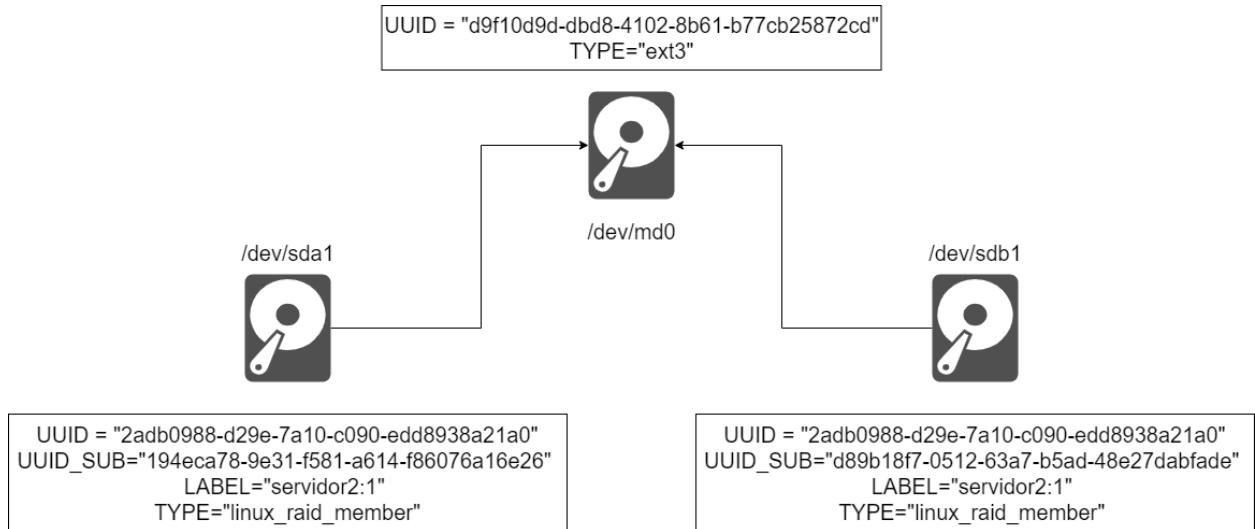 UUID = "d9f10d9d-dbd8-4102-8b61-b77cb25872cd"
TYPE="ext3"
/dev/md0
/dev/sda1
/dev/sdb1
UUID = "2adb0988-d29e-7a10-c090-edd8938a21a0"
UUID_SUB="194eca78-9e31-f581-a614-f86076a16e26"
LABEL="servidor2:1"
TYPE="linux_raid_member"
UUID = "2adb0988-d29e-7a10-c090-edd8938a21a0"
UUID_SUB="d89b18f7-0512-63a7-b5ad-48e27dabfade"
LABEL="servidor2:1"
TYPE="linux_raid_member"